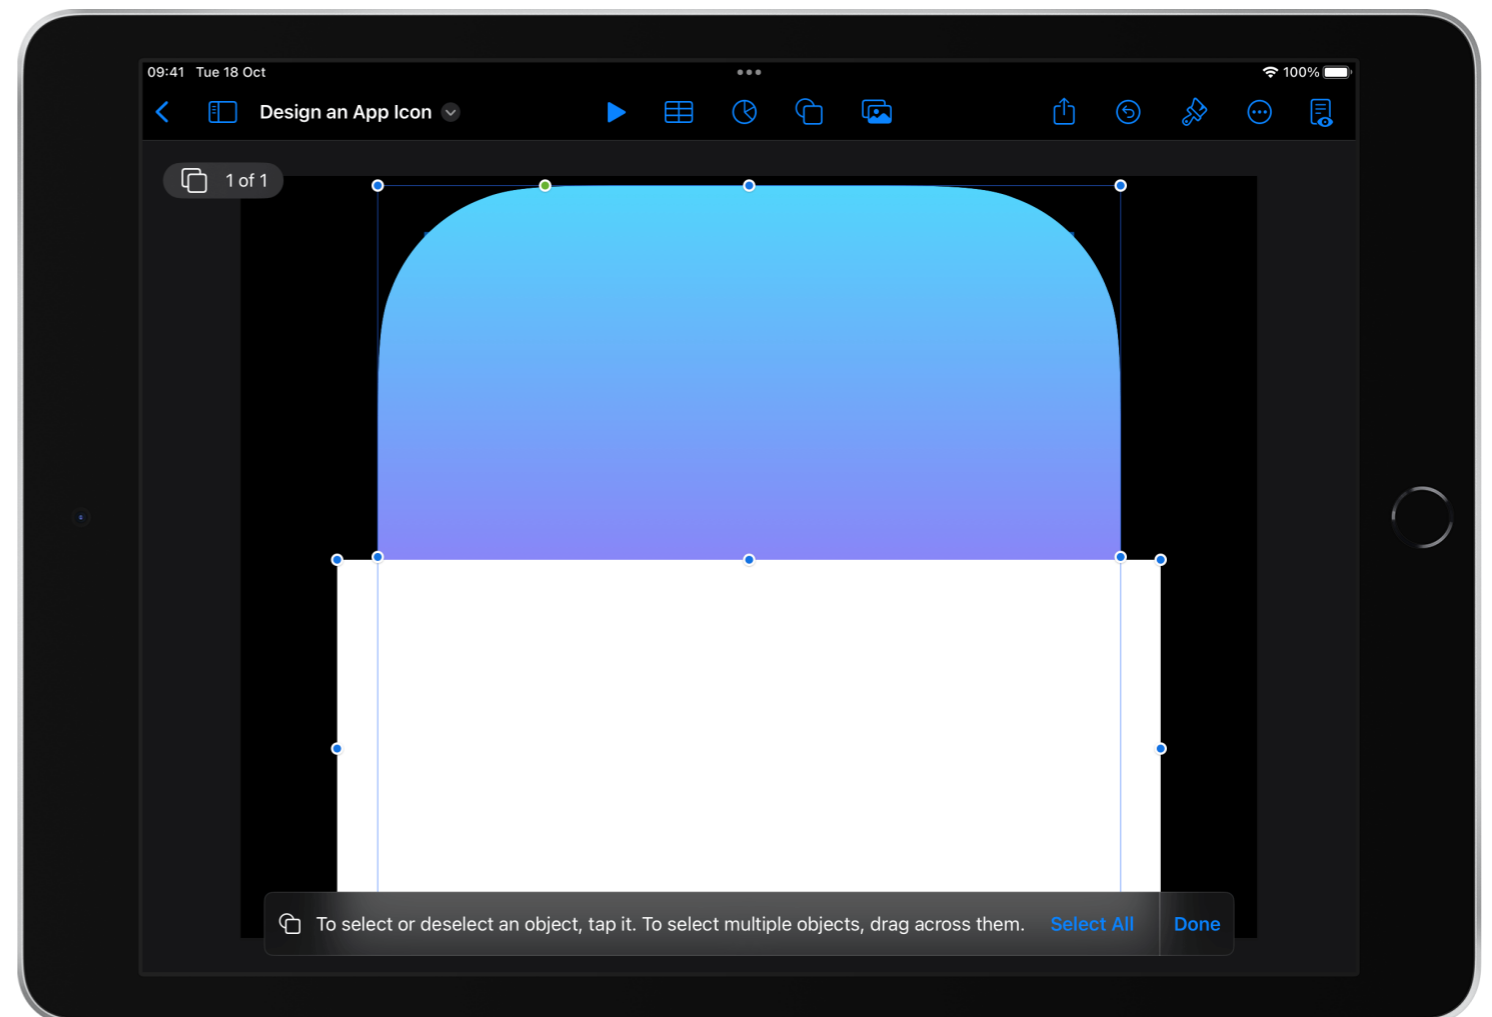 09:41 Tue 18 Oct
100%
Design an App Icon
1 of 1
To select or deselect an object, tap it. To select multiple objects, drag across them. Select All Done